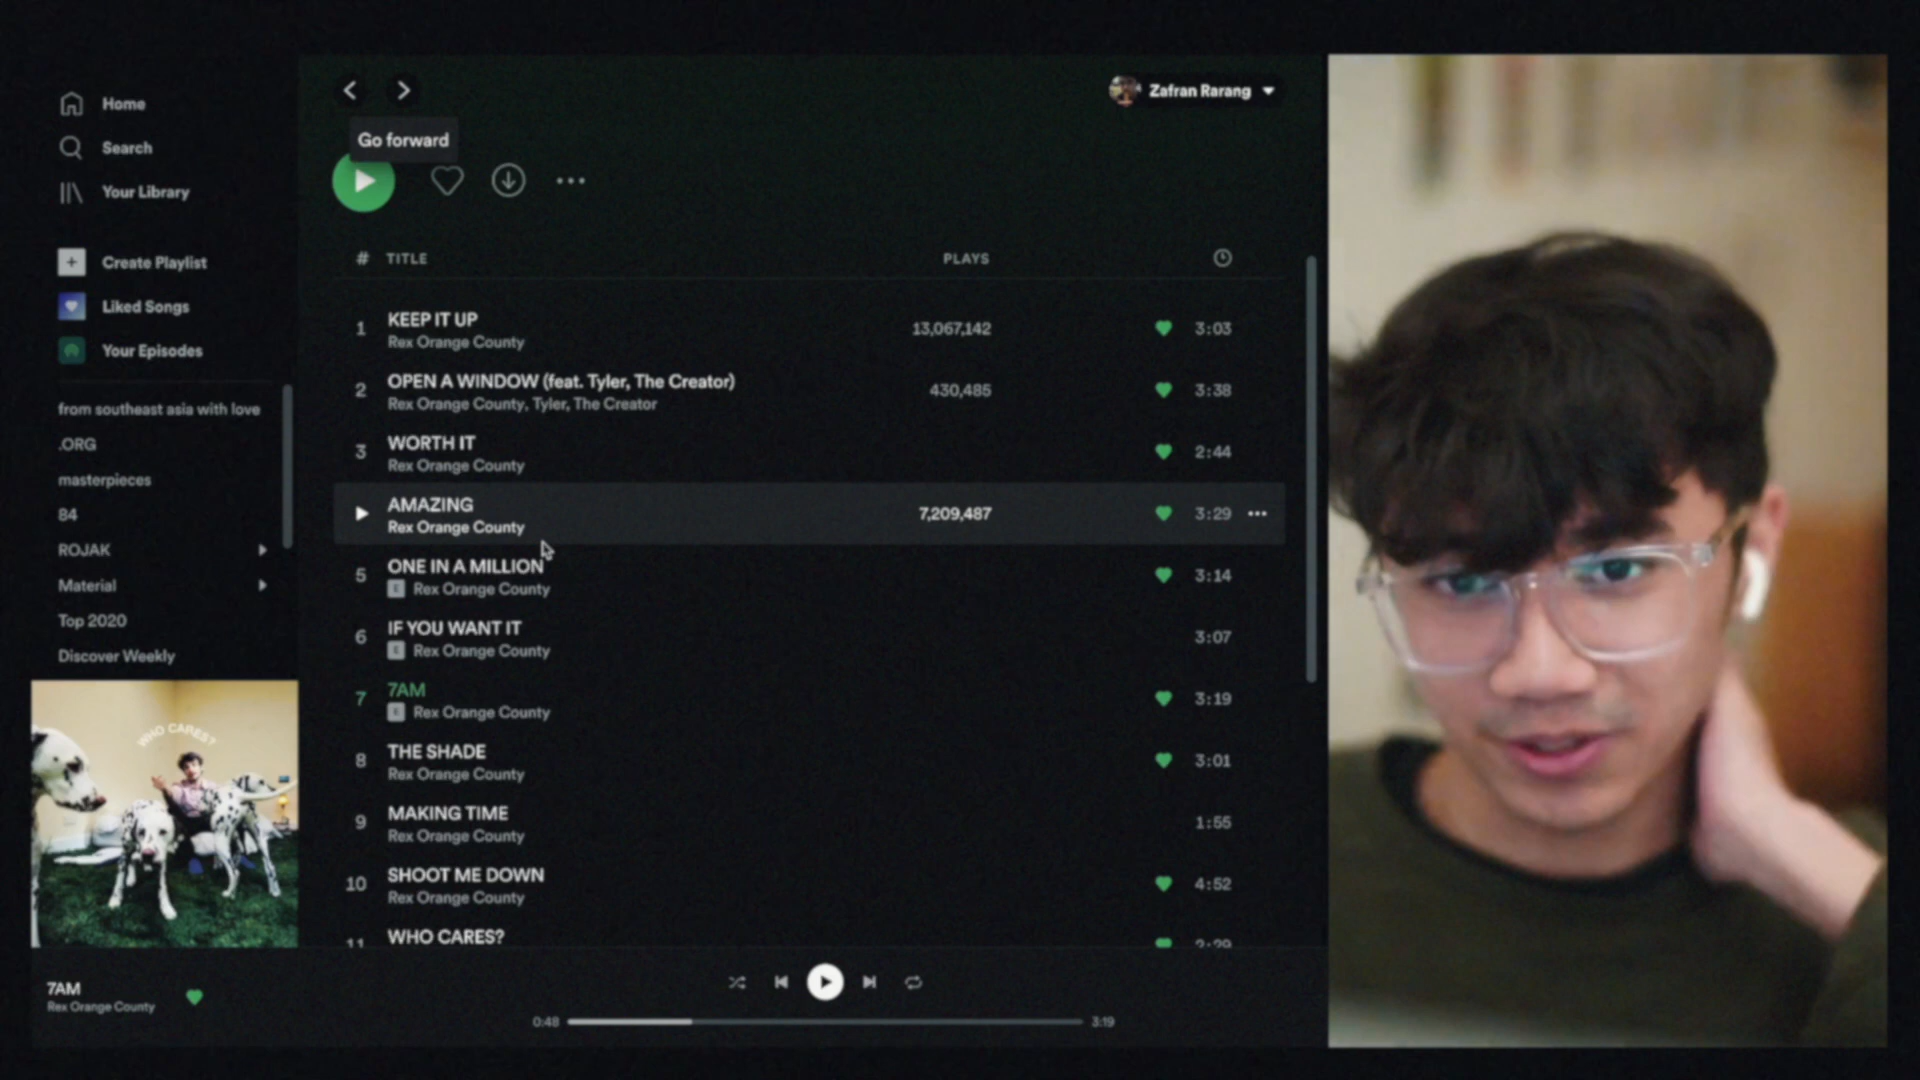 Home
Search
Your Library
Create Playlist
Liked Songs
Your Episodes
from southeast asia with love
.ORG
masterpieces
84
ROJAK
Material
Top 2020
Discover Weekly
WHO CARES?
7AM
Rex Orange County
Zafran Rarang
Go forward
# TITLE PLAYS
1 KEEP IT UP 13,067,142 3:03
Rex Orange County
2 OPEN A WINDOW (feat. Tyler, The Creator) 430,485 3:38
Rex Orange County, Tyler, The Creator
3 WORTH IT 2:44
Rex Orange County
AMAZING 7,209,487 3:29
Rex Orange County
5 ONE IN A MILLION 3:14
E Rex Orange County
6 IF YOU WANT IT 3:07
E Rex Orange County
7 7AM 3:19
E Rex Orange County
8 THE SHADE 3:01
Rex Orange County
9 MAKING TIME 1:55
Rex Orange County
10 SHOOT ME DOWN 4:52
Rex Orange County
11 WHO CARES?
0:48 3:19